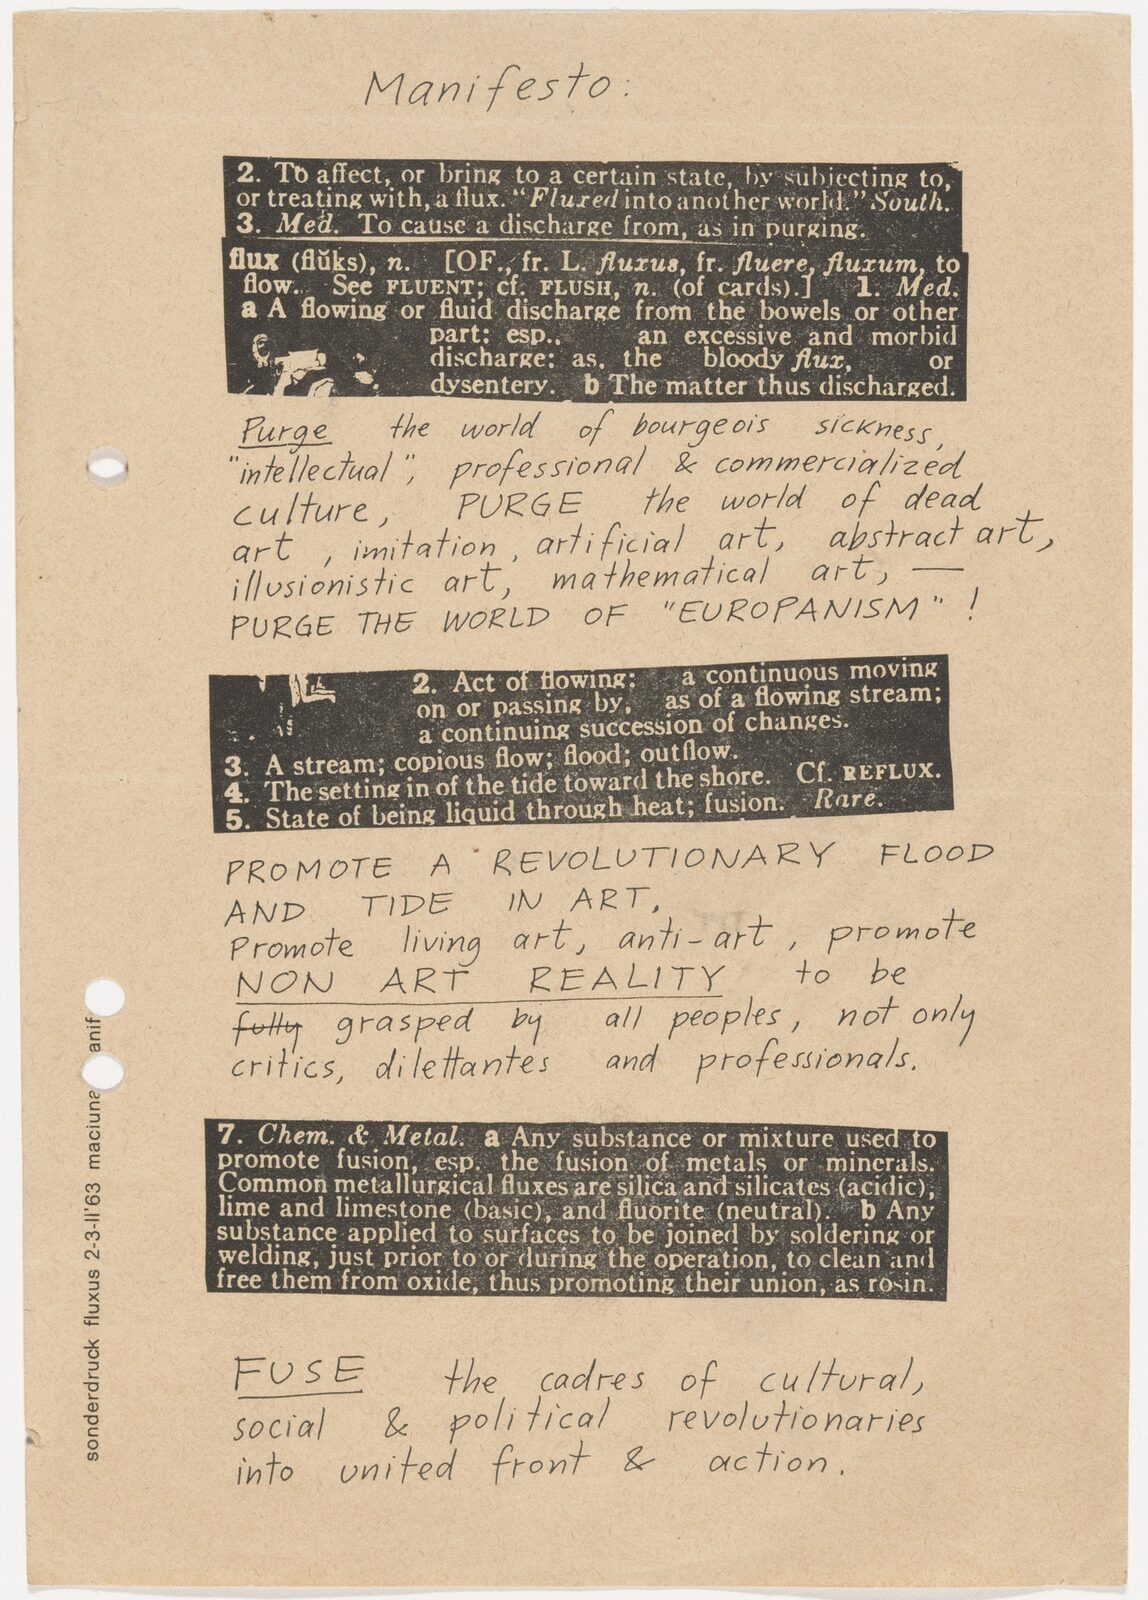 Manifesto:
2. To affect, or bring to a certain state, by subjecting to,
or treating with, a flux. "Fluxed into another world." South.
3. Med. To cause a discharge from, as in purging.
flux (flŭks), n. [OF., fr. L. fluxus, fr. fluere, fluxum, to
flow. See FLUENT; cf. FLUSH, n. (of cards).] 1. Med.
a A flowing or fluid discharge from the bowels or other
part; esp., an excessive and morbid
discharge; as, the bloody flux, or
dysentery. b The matter thus discharged.
Purge the world of bourgeois sickness,
"intellectual", professional & commercialized
culture, PURGE the world of dead
art, imitation, artificial art, abstract art,
illusionistic art, mathematical art, —
PURGE THE WORLD OF "EUROPANISM"!
2. Act of flowing: a continuous moving
on or passing by, as of a flowing stream;
a continuing succession of changes.
3. A stream; copious flow; flood; outflow.
4. The setting in of the tide toward the shore. Cf. REFLUX.
5. State of being liquid through heat; fusion. Rare.
PROMOTE A REVOLUTIONARY FLOOD
AND TIDE IN ART,
Promote living art, anti-art, promote
NON ART REALITY to be
fully grasped by all peoples, not only
critics, dilettantes and professionals.
7. Chem. & Metal. a Any substance or mixture used to
promote fusion, esp. the fusion of metals or minerals.
Common metallurgical fluxes are silica and silicates (acidic),
lime and limestone (basic), and fluorite (neutral). b Any
substance applied to surfaces to be joined by soldering or
welding, just prior to or during the operation, to clean and
free them from oxide, thus promoting their union, as rosin.
FUSE the cadres of cultural,
social & political revolutionaries
into united front & action.
sonderdruck fluxus 2-3-II'63 maciuna anif